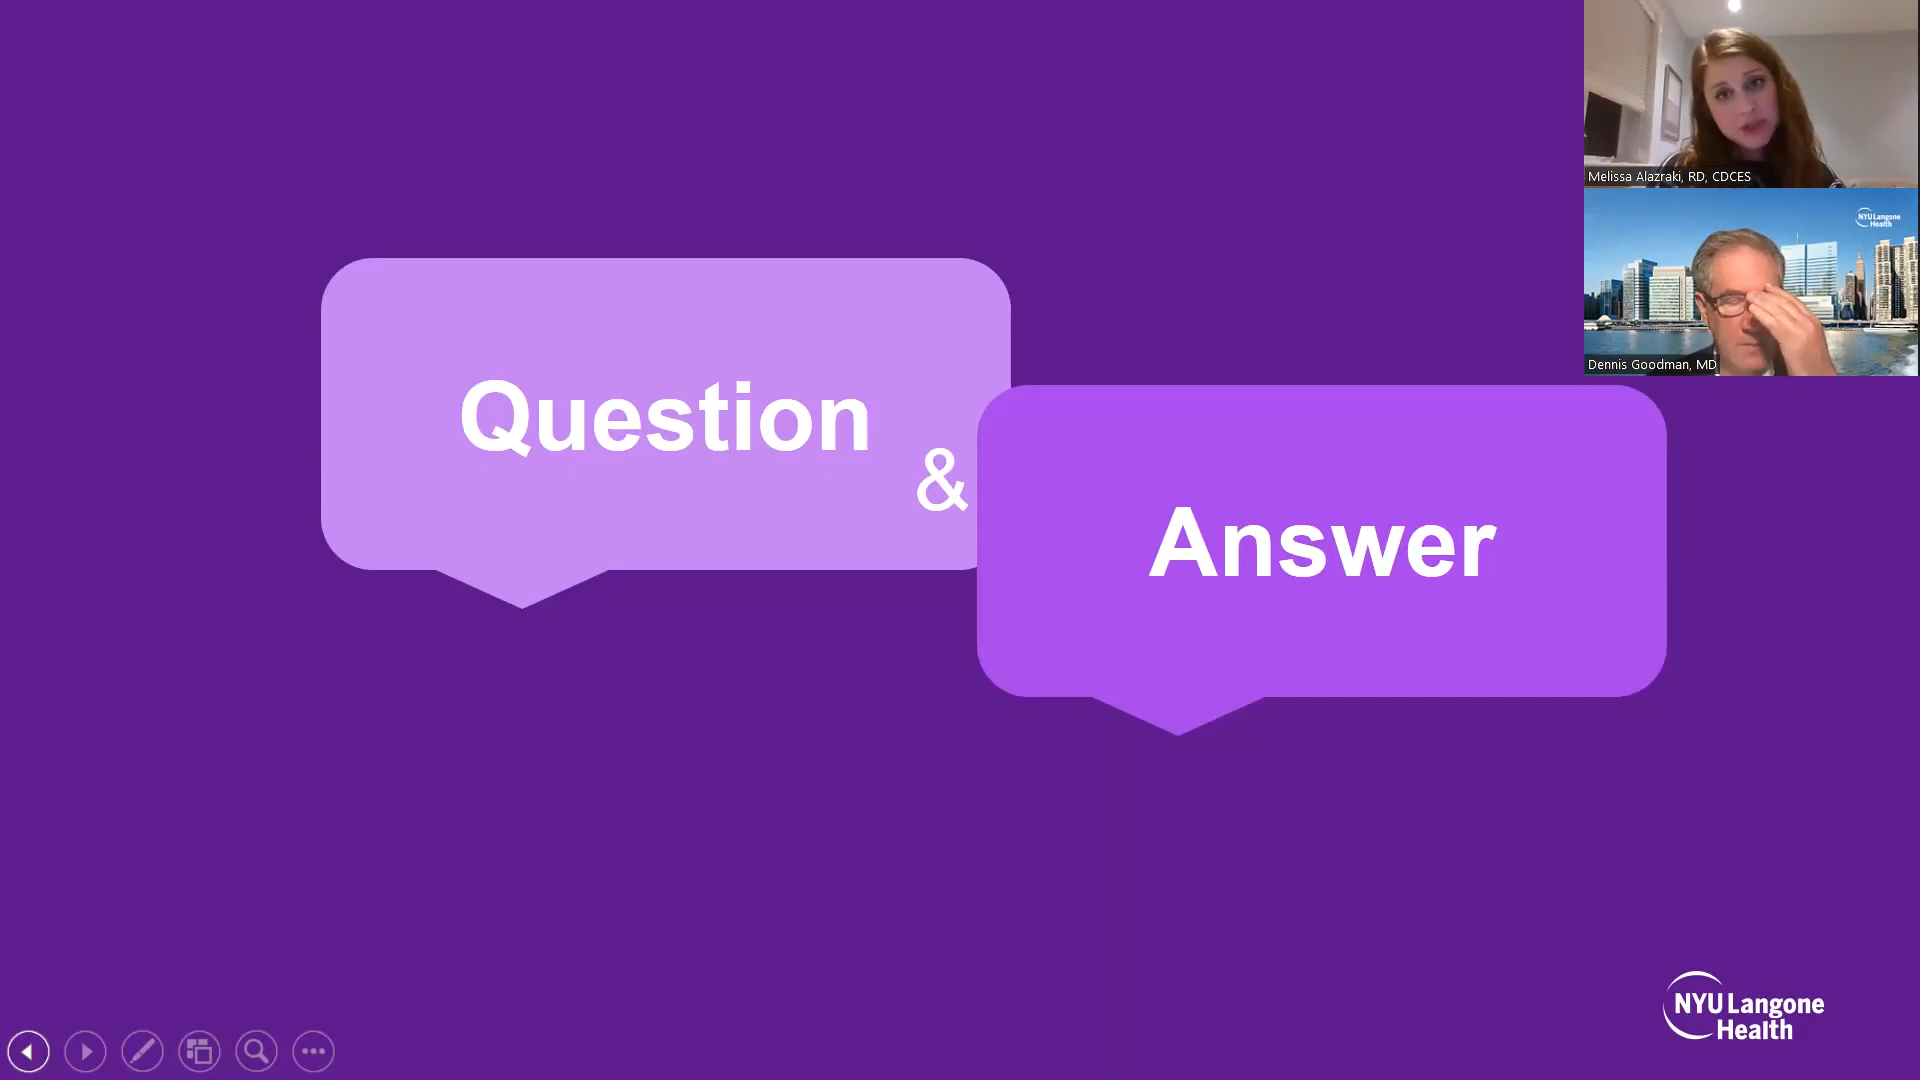 Melissa Alazraki, RD, CDCES
NYU Langone
Health
Dennis Goodman, MD
Question
&
Answer
NYU Langone
Health